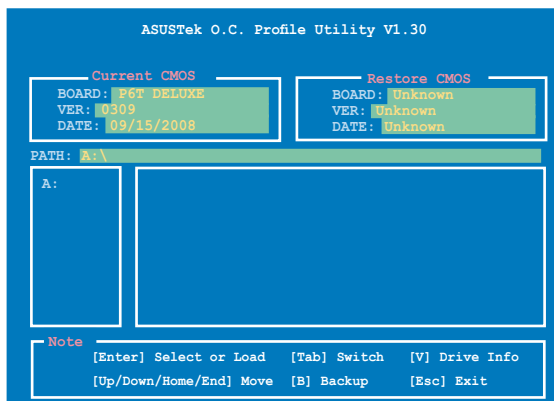 ASUSTek O.C. Profile Utility V1.30
Current CMOS
BOARD: P6T DELUXE
VER: 0309
DATE: 09/15/2008
Restore CMOS
BOARD: Unknown
VER: Unknown
DATE: Unknown
PATH: A:\
A:
Note
[Enter] Select or Load [Tab] Switch [V] Drive Info
[Up/Down/Home/End] Move [B] Backup [Esc] Exit